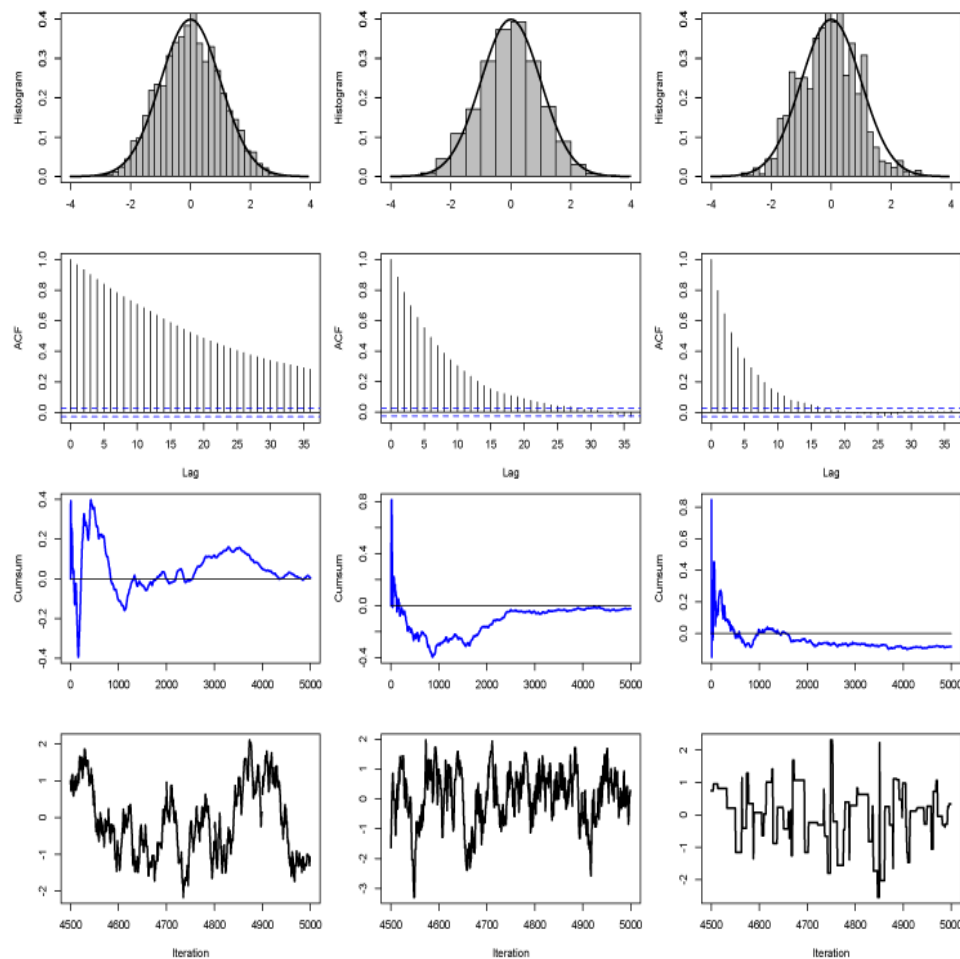 Histogram
0.0 0.1 0.2 0.3 0.4
-4 -2 0 2 4
Histogram
0.0 0.1 0.2 0.3 0.4
-4 -2 0 2 4
Histogram
0.0 0.1 0.2 0.3 0.4
-4 -2 0 2 4
ACF
0.0 0.2 0.4 0.6 0.8 1.0
0 5 10 15 20 25 30 35
Lag
ACF
0.0 0.2 0.4 0.6 0.8 1.0
0 5 10 15 20 25 30 35
Lag
ACF
0.0 0.2 0.4 0.6 0.8 1.0
0 5 10 15 20 25 30 35
Lag
Cumsum
-0.4 -0.2 0.0 0.2 0.4
0 1000 2000 3000 4000 5000
Cumsum
-0.4 0.0 0.4 0.8
0 1000 2000 3000 4000 5000
Cumsum
0.0 0.2 0.4 0.6 0.8
0 1000 2000 3000 4000 5000
-2 -1 0 1 2
4500 4600 4700 4800 4900 5000
Iteration
-3 -2 -1 0 1 2
4500 4600 4700 4800 4900 5000
Iteration
-2 -1 0 1 2
4500 4600 4700 4800 4900 5000
Iteration